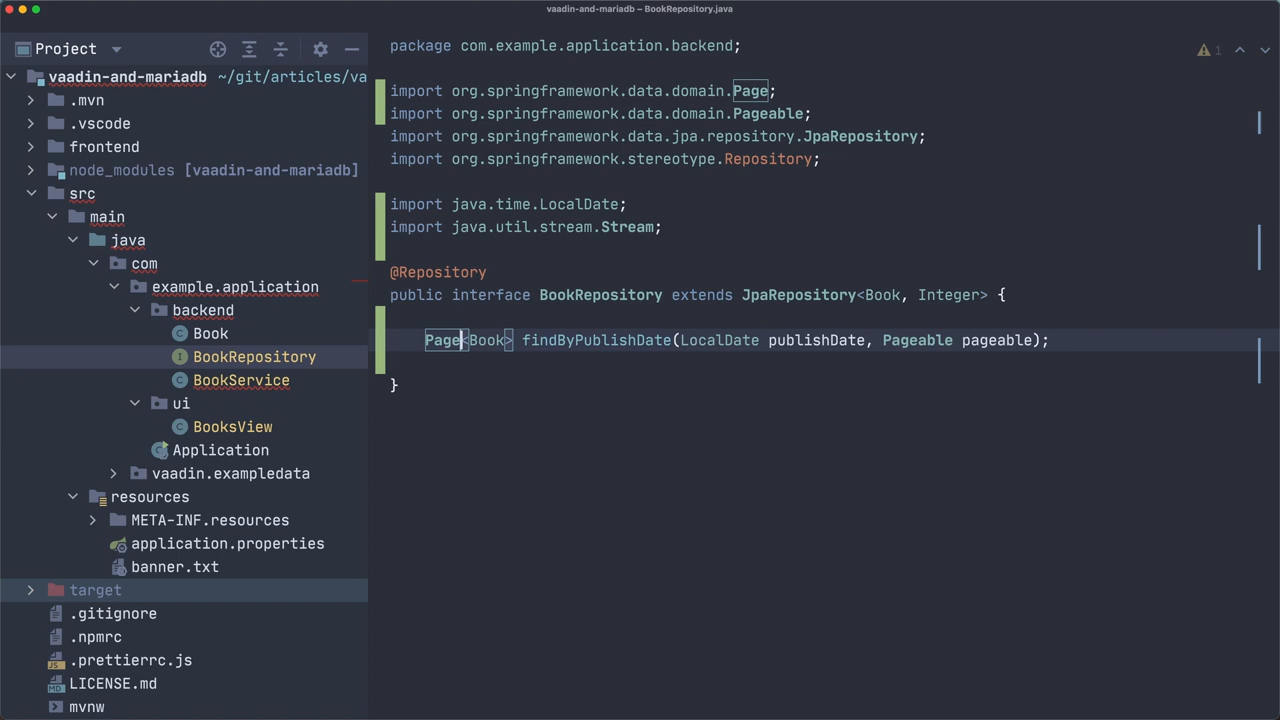 vaadin-and-mariadb – BookRepository.java
Project
vaadin-and-mariadb ~/git/articles/va
.mvn
.vscode
frontend
node_modules [vaadin-and-mariadb]
src
main
java
com
example.application
backend
Book
BookRepository
BookService
ui
BooksView
Application
vaadin.exampledata
resources
META-INF.resources
application.properties
banner.txt
target
.gitignore
.npmrc
.prettierrc.js
LICENSE.md
mvnw
package com.example.application.backend;
1
import org.springframework.data.domain.Page;
import org.springframework.data.domain.Pageable;
import org.springframework.data.jpa.repository.JpaRepository;
import org.springframework.stereotype.Repository;
import java.time.LocalDate;
import java.util.stream.Stream;
@Repository
public interface BookRepository extends JpaRepository<Book, Integer> {
Page<Book> findByPublishDate(LocalDate publishDate, Pageable pageable);
}